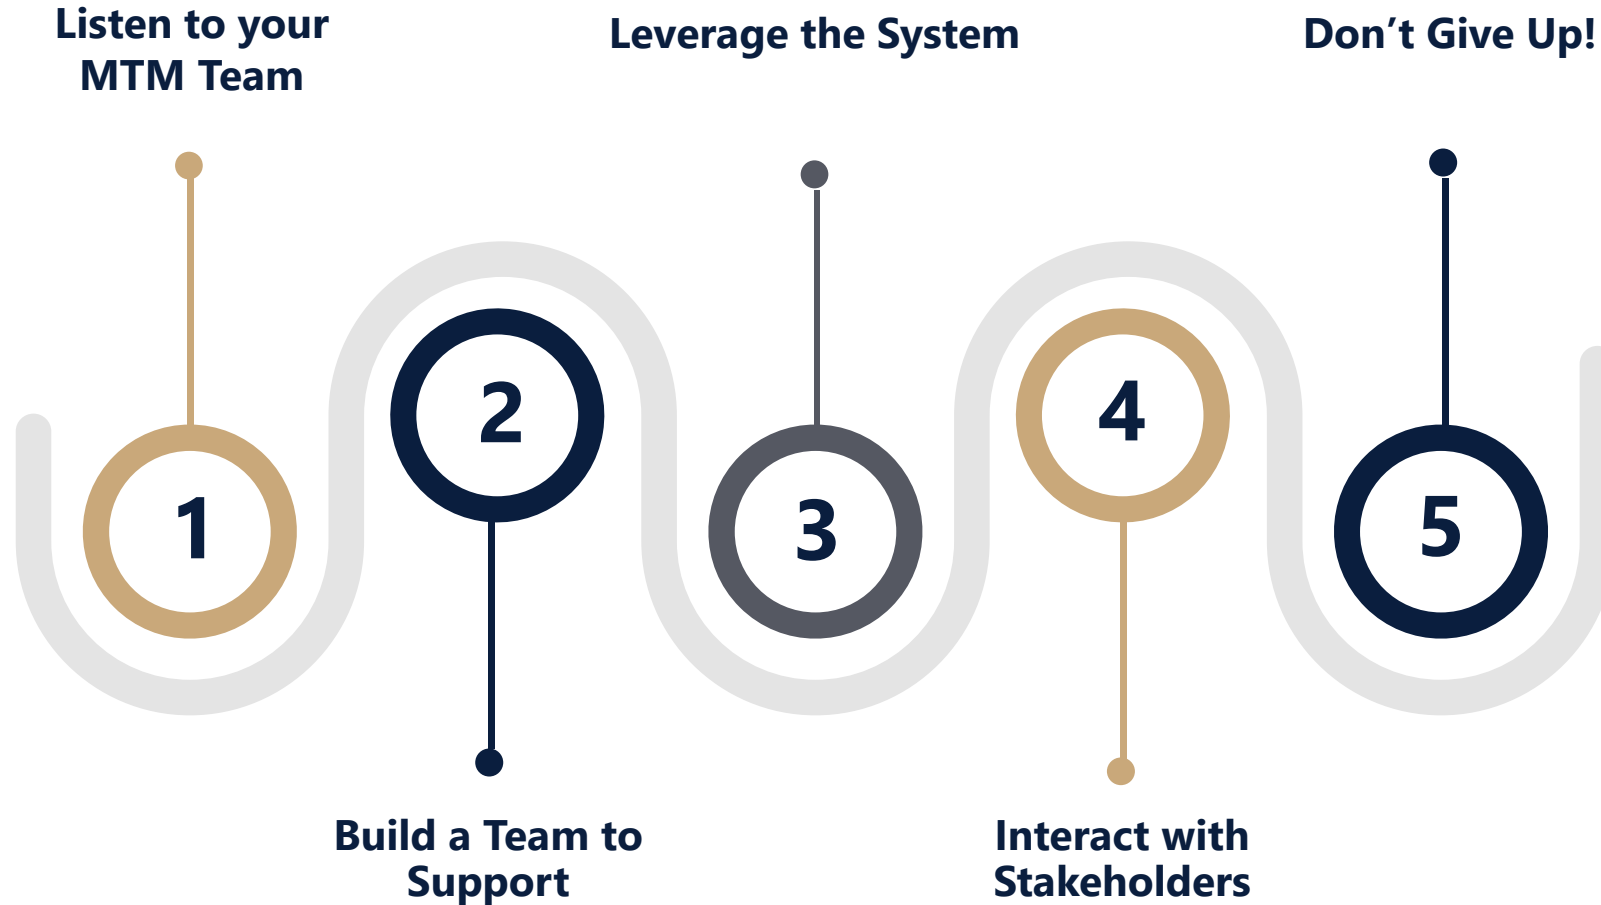 Listen to your
MTM Team
Leverage the System
Don’t Give Up!
1
2
3
4
5
Build a Team to
Support
Interact with
Stakeholders